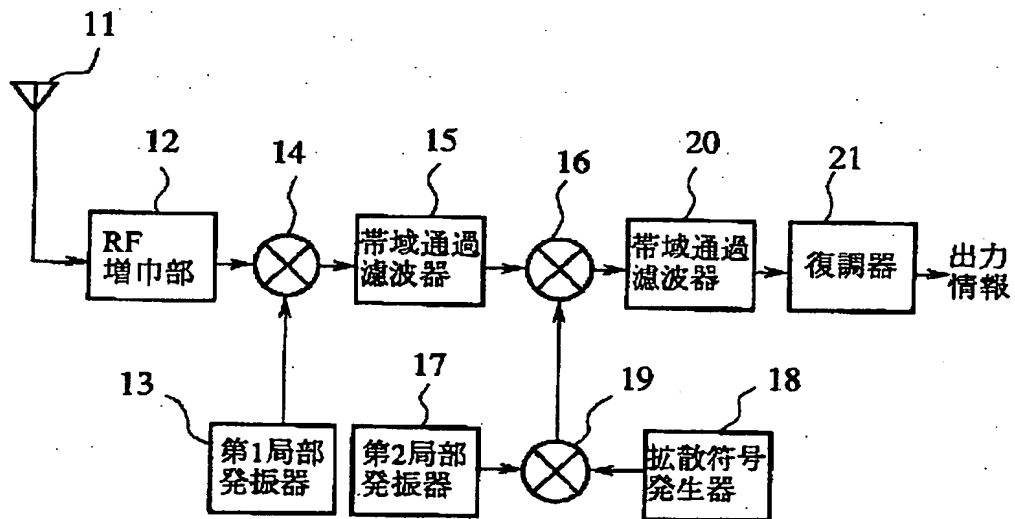 11
12
14
15
16
20
21
RF
増巾部
帯域通過
濾波器
帯域通過
濾波器
復調器
出力
情報
13
17
19
18
第1局部
発振器
第2局部
発振器
拡散符号
発生器